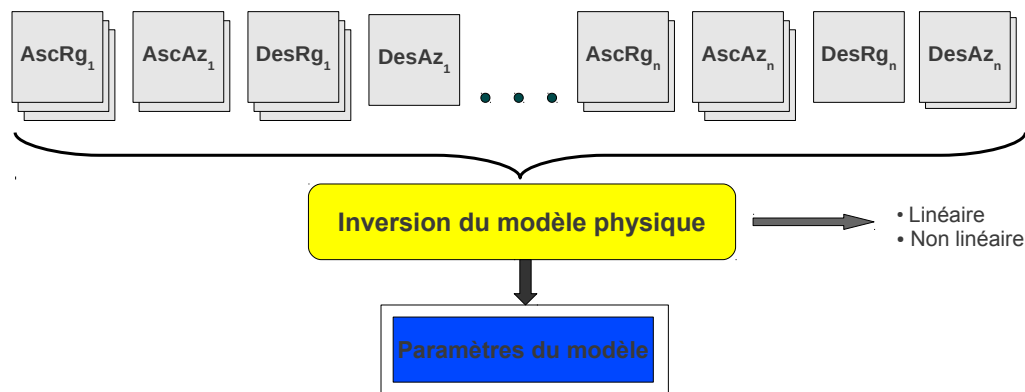 AscRg₁ AscAz₁ DesRg₁ DesAz₁ . . . AscRgₙ AscAzₙ DesRgₙ DesAzₙ
Inversion du modèle physique
• Linéaire
• Non linéaire
Paramètres du modèle